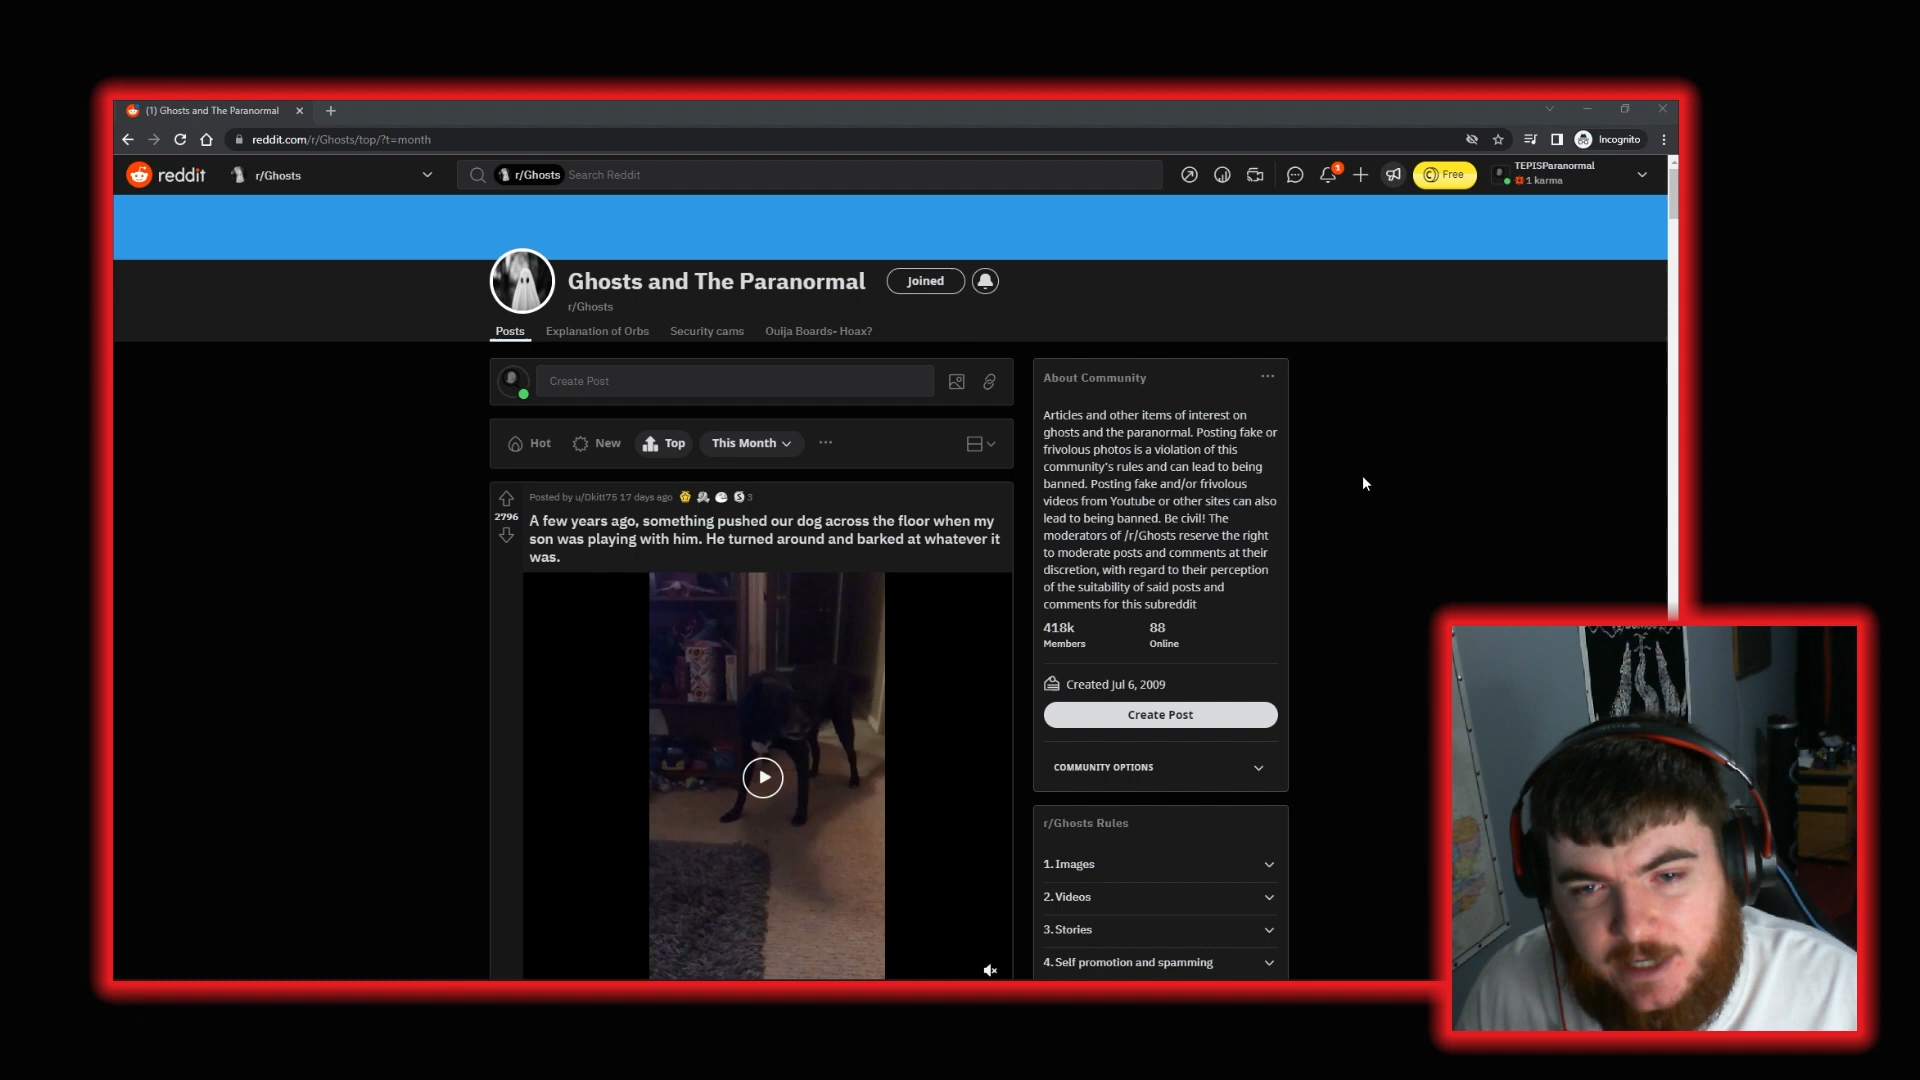 (1) Ghosts and The Paranormal
reddit.com/r/Ghosts/top/?t=month
Incognito
reddit
r/Ghosts
r/Ghosts Search Reddit
1
Free
TEPISParanormal
1 karma
Ghosts and The Paranormal
Joined
r/Ghosts
Posts Explanation of Orbs Security cams Ouija Boards- Hoax?
Create Post
Hot New Top This Month
2796
Posted by u/Dkitt75 17 days ago 3
A few years ago, something pushed our dog across the floor when my
son was playing with him. He turned around and barked at whatever it
was.
About Community
Articles and other items of interest on
ghosts and the paranormal. Posting fake or
frivolous photos is a violation of this
community's rules and can lead to being
banned. Posting fake and/or frivolous
videos from Youtube or other sites can also
lead to being banned. Be civil! The
moderators of /r/Ghosts reserve the right
to moderate posts and comments at their
discretion, with regard to their perception
of the suitability of said posts and
comments for this subreddit
418k 88
Members Online
Created Jul 6, 2009
Create Post
COMMUNITY OPTIONS
r/Ghosts Rules
1. Images
2. Videos
3. Stories
4. Self promotion and spamming